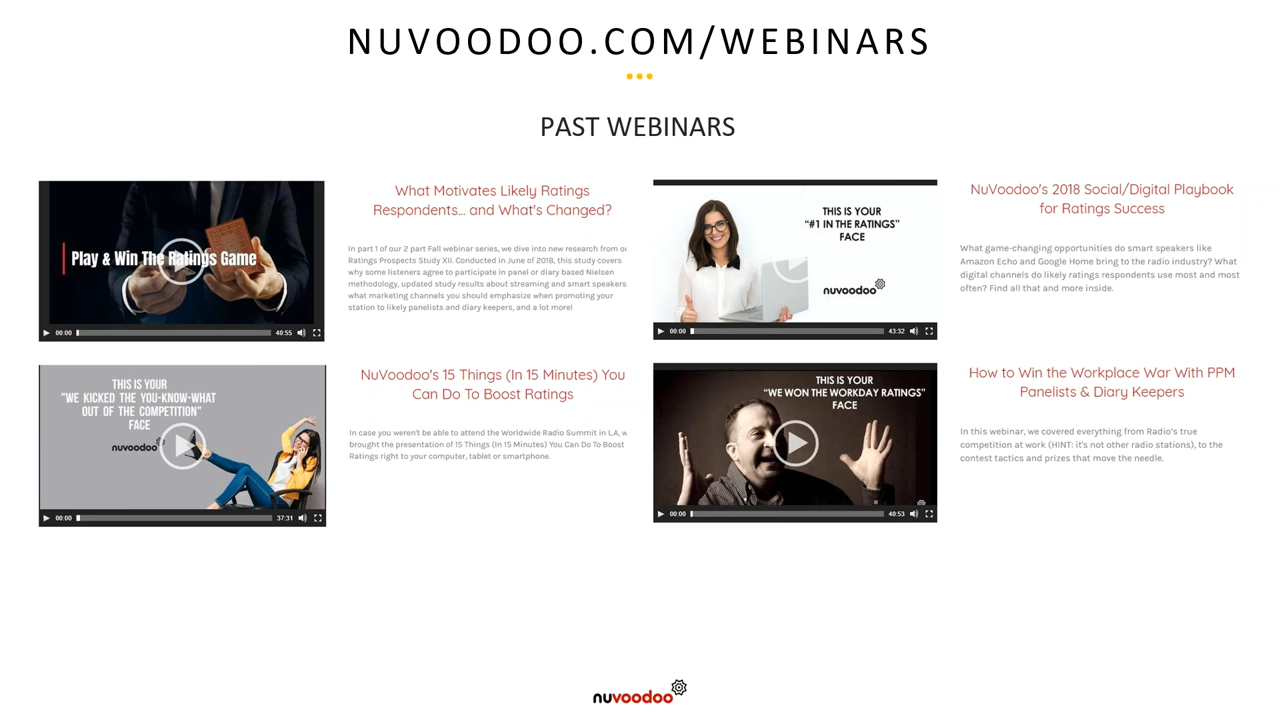 NUVOODOO.COM/WEBINARS
PAST WEBINARS
Play & Win The Ratings Game
00:00 40:55
What Motivates Likely Ratings
Respondents... and What's Changed?
In part 1 of our 2 part Fall webinar series, we dive into new research from ou
Ratings Prospects Study XII. Conducted in June of 2018, this study covers
why some listeners agree to participate in panel or diary based Nielsen
methodology, updated study results about streaming and smart speakers
what marketing channels you should emphasize when promoting your
station to likely panelists and diary keepers, and a lot more!
THIS IS YOUR
"#1 IN THE RATINGS"
FACE
nuvoodoo
00:00 43:32
NuVoodoo's 2018 Social/Digital Playbook
for Ratings Success
What game-changing opportunities do smart speakers like
Amazon Echo and Google Home bring to the radio industry? What
digital channels do likely ratings respondents use most and most
often? Find all that and more inside.
THIS IS YOUR
"WE KICKED THE YOU-KNOW-WHAT
OUT OF THE COMPETITION"
FACE
nuvoodoo
00:00 37:31
NuVoodoo's 15 Things (In 15 Minutes) You
Can Do To Boost Ratings
In case you weren't be able to attend the Worldwide Radio Summit in L.A, w
brought the presentation of 15 Things (In 15 Minutes) You Can Do To Boost
Ratings right to your computer, tablet or smartphone.
THIS IS YOUR
"WE WON THE WORKDAY RATINGS"
FACE
00:00 40:53
How to Win the Workplace War With PPM
Panelists & Diary Keepers
In this webinar, we covered everything from Radio's true
competition at work (HINT: it's not other radio stations), to the
contest tactics and prizes that move the needle.
nuvoodoo